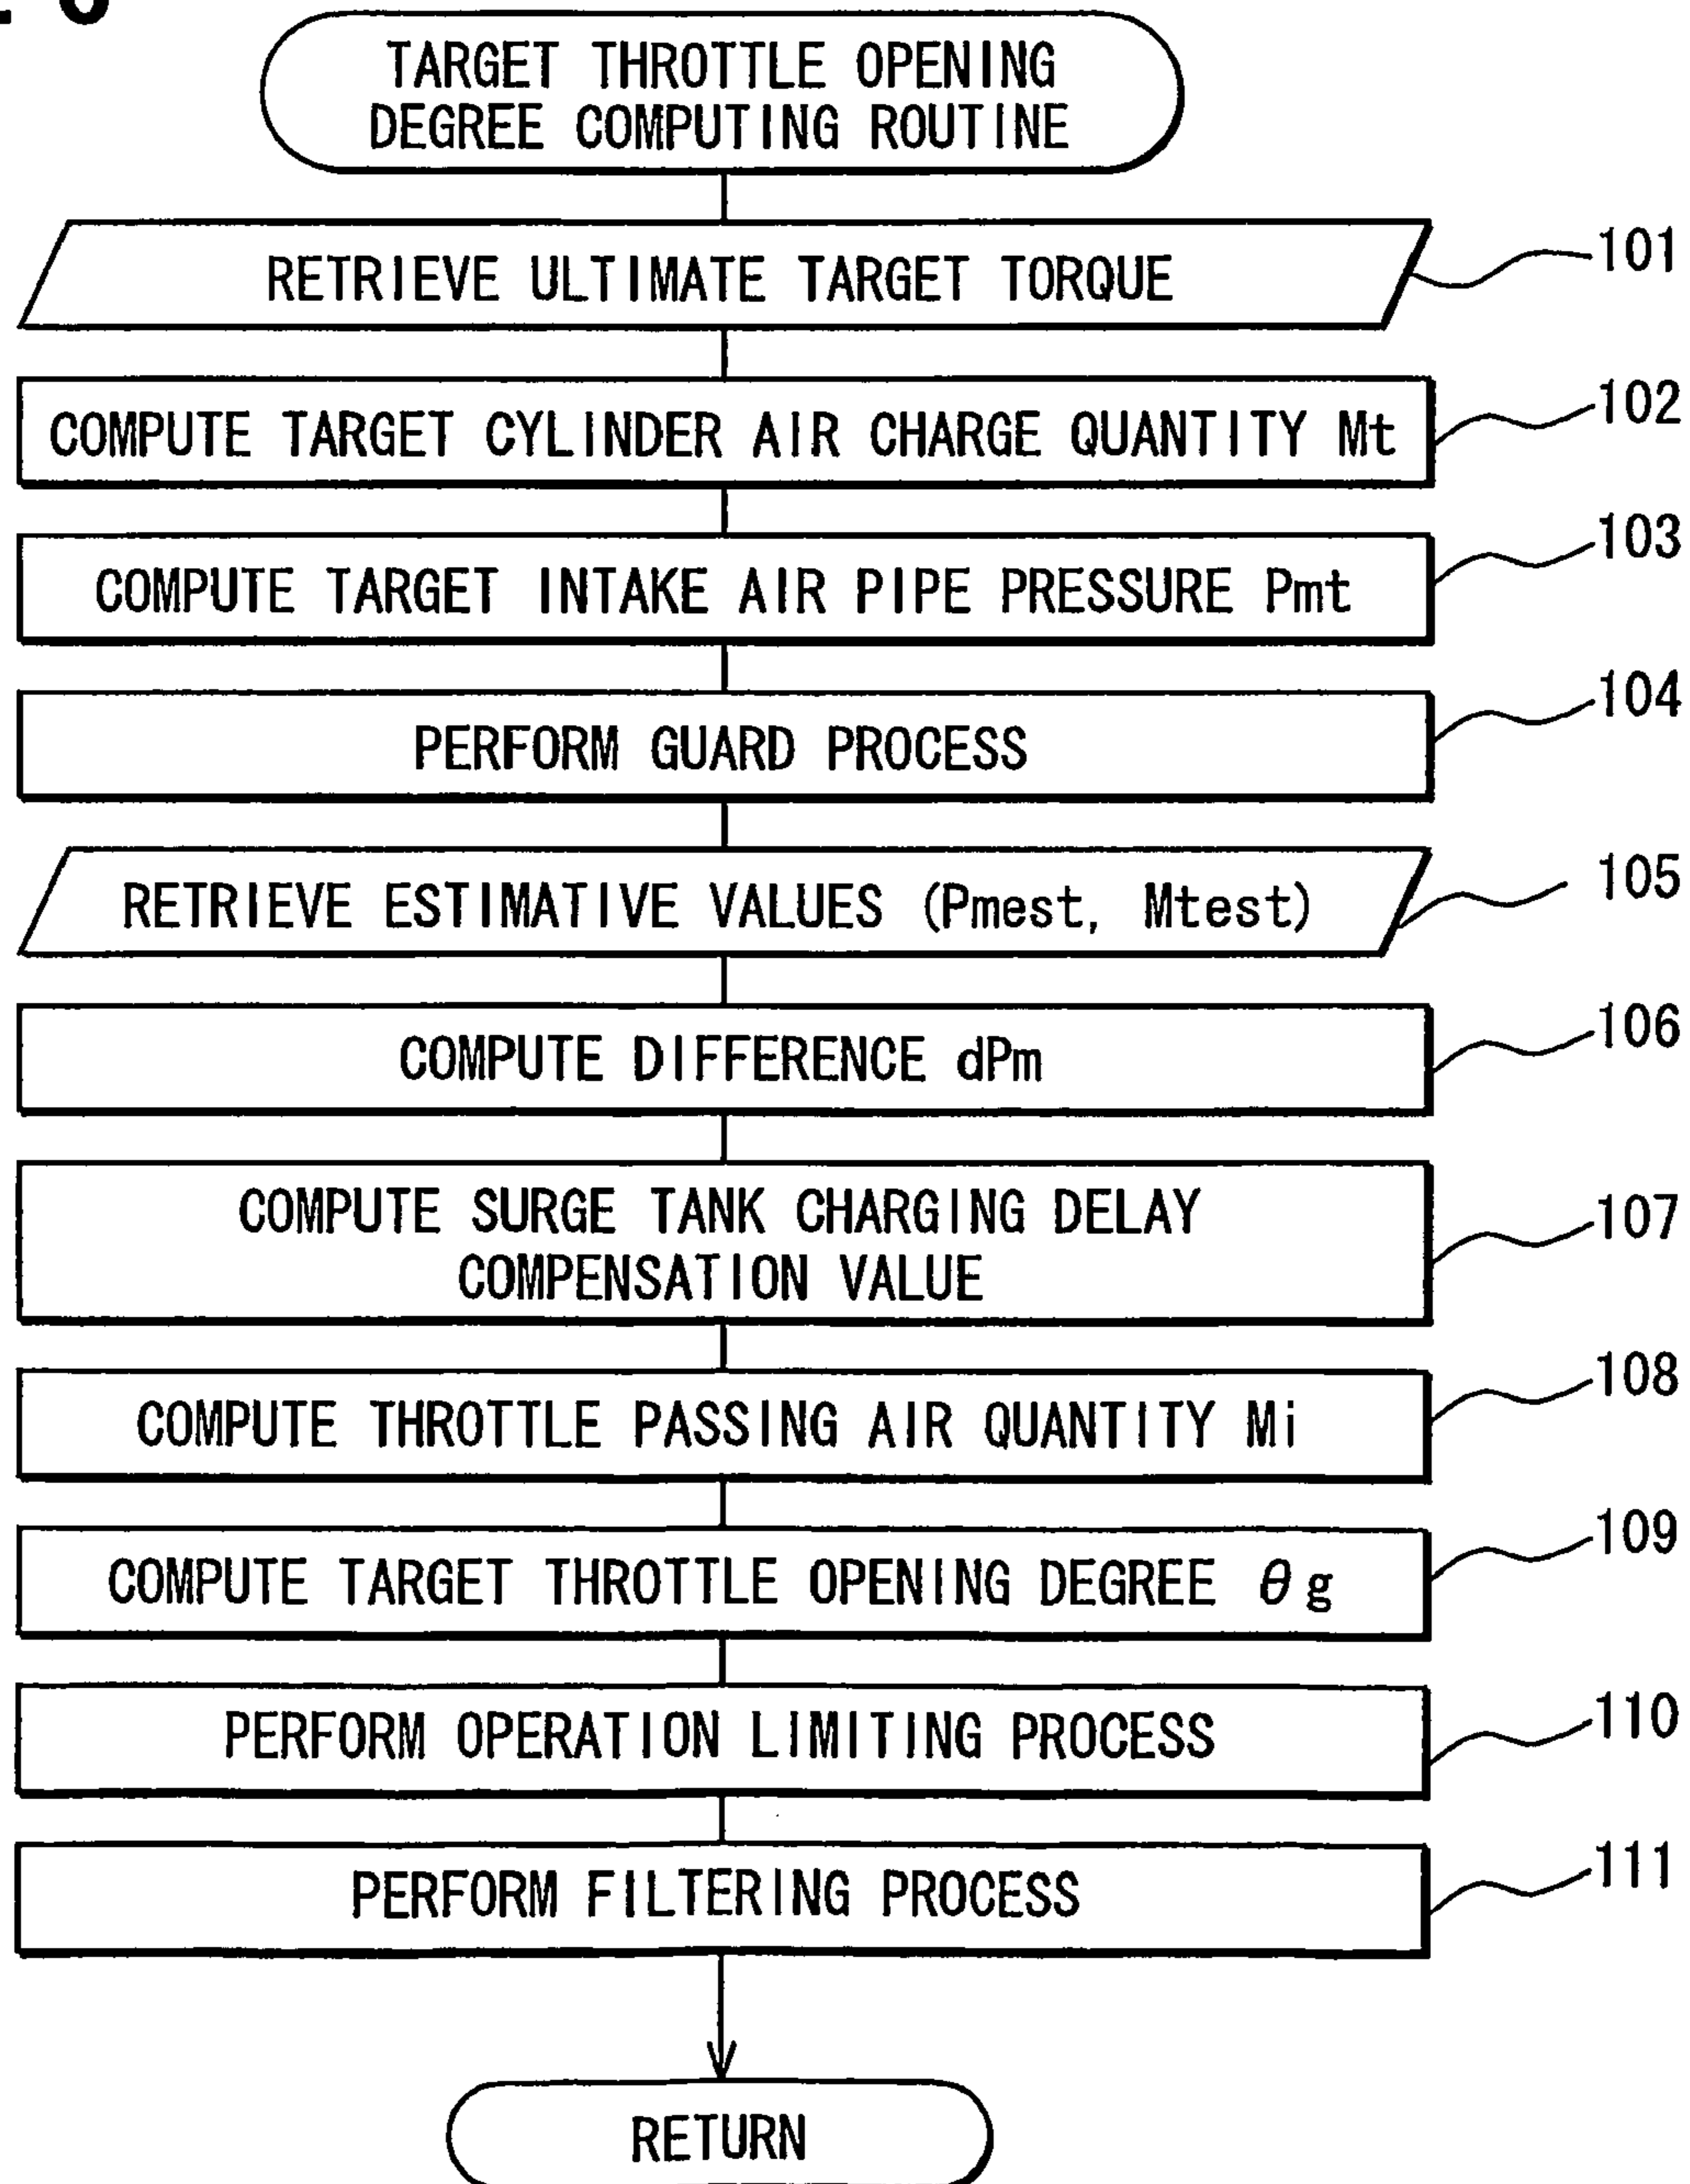 TARGET THROTTLE OPENING
DEGREE COMPUTING ROUTINE
RETRIEVE ULTIMATE TARGET TORQUE
101
COMPUTE TARGET CYLINDER AIR CHARGE QUANTITY Mt
102
COMPUTE TARGET INTAKE AIR PIPE PRESSURE Pmt
103
PERFORM GUARD PROCESS
104
RETRIEVE ESTIMATIVE VALUES (Pmest, Mtest)
105
COMPUTE DIFFERENCE dPm
106
COMPUTE SURGE TANK CHARGING DELAY
COMPENSATION VALUE
107
COMPUTE THROTTLE PASSING AIR QUANTITY Mi
108
COMPUTE TARGET THROTTLE OPENING DEGREE θg
109
PERFORM OPERATION LIMITING PROCESS
110
PERFORM FILTERING PROCESS
111
RETURN